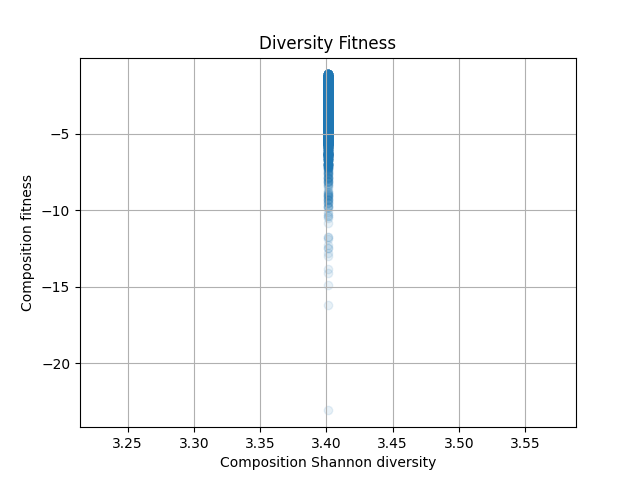 Diversity Fitness
Composition fitness
−5
−10
−15
−20
3.25 3.30 3.35 3.40 3.45 3.50 3.55
Composition Shannon diversity